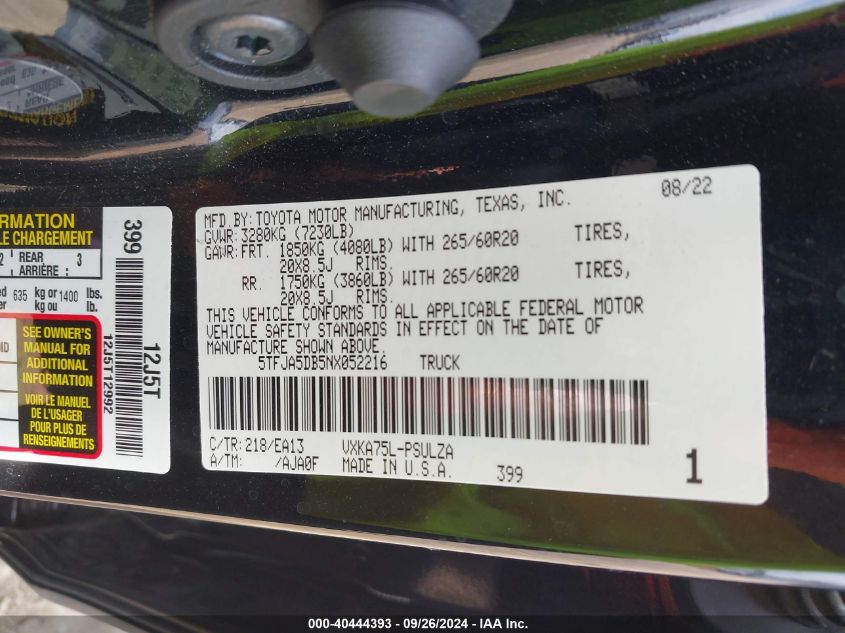 MFD BY: TOYOTA MOTOR MANUFACTURING, TEXAS, INC. 08/22
GVWR: 3280KG (7230LB)
GAWR: FRT. 1850KG (4080LB) WITH 265/60R20 TIRES,
20X8.5J RIMS.
RR. 1750KG (3860LB) WITH 265/60R20 TIRES,
20X8.5J RIMS.
THIS VEHICLE CONFORMS TO ALL APPLICABLE FEDERAL MOTOR
VEHICLE SAFETY STANDARDS IN EFFECT ON THE DATE OF
MANUFACTURE SHOWN ABOVE.
5TFJA5DB5NX052216 TRUCK
C/TR: 218/EA13 VXKA75L-PSULZA
A/TM: /AJA0F MADE IN U.S.A. 399 1
RMATION
LE CHARGEMENT
2 REAR 3
ARRIÈRE :
635 kg or 1400 lbs.
kg ou lb.
SEE OWNER'S
MANUAL FOR
ADDITIONAL
INFORMATION
VOIR LE MANUEL
DE L'USAGER
POUR PLUS DE
RENSEIGNEMENTS
399
12J5T
12J5T12992
000-40444393 - 09/26/2024 - IAA Inc.